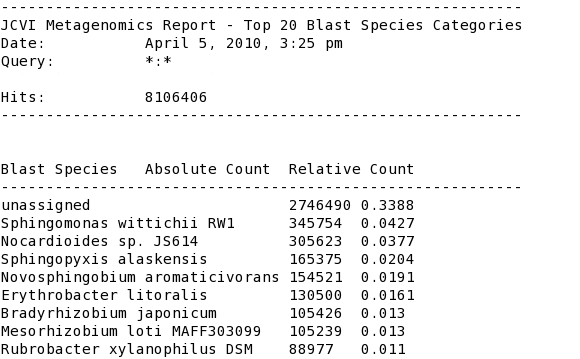 ----------------------------------------------------------
JCVI Metagenomics Report - Top 20 Blast Species Categories
Date:           April 5, 2010, 3:25 pm
Query:          *:*
Hits:           8106406
----------------------------------------------------------
Blast Species   Absolute Count  Relative Count
----------------------------------------------------------
unassigned                      2746490 0.3388
Sphingomonas wittichii RW1      345754  0.0427
Nocardioides sp. JS614          305623  0.0377
Sphingopyxis alaskensis         165375  0.0204
Novosphingobium aromaticivorans 154521  0.0191
Erythrobacter litoralis         130500  0.0161
Bradyrhizobium japonicum        105426  0.013
Mesorhizobium loti MAFF303099   105239  0.013
Rubrobacter xylanophilus DSM    88977   0.011